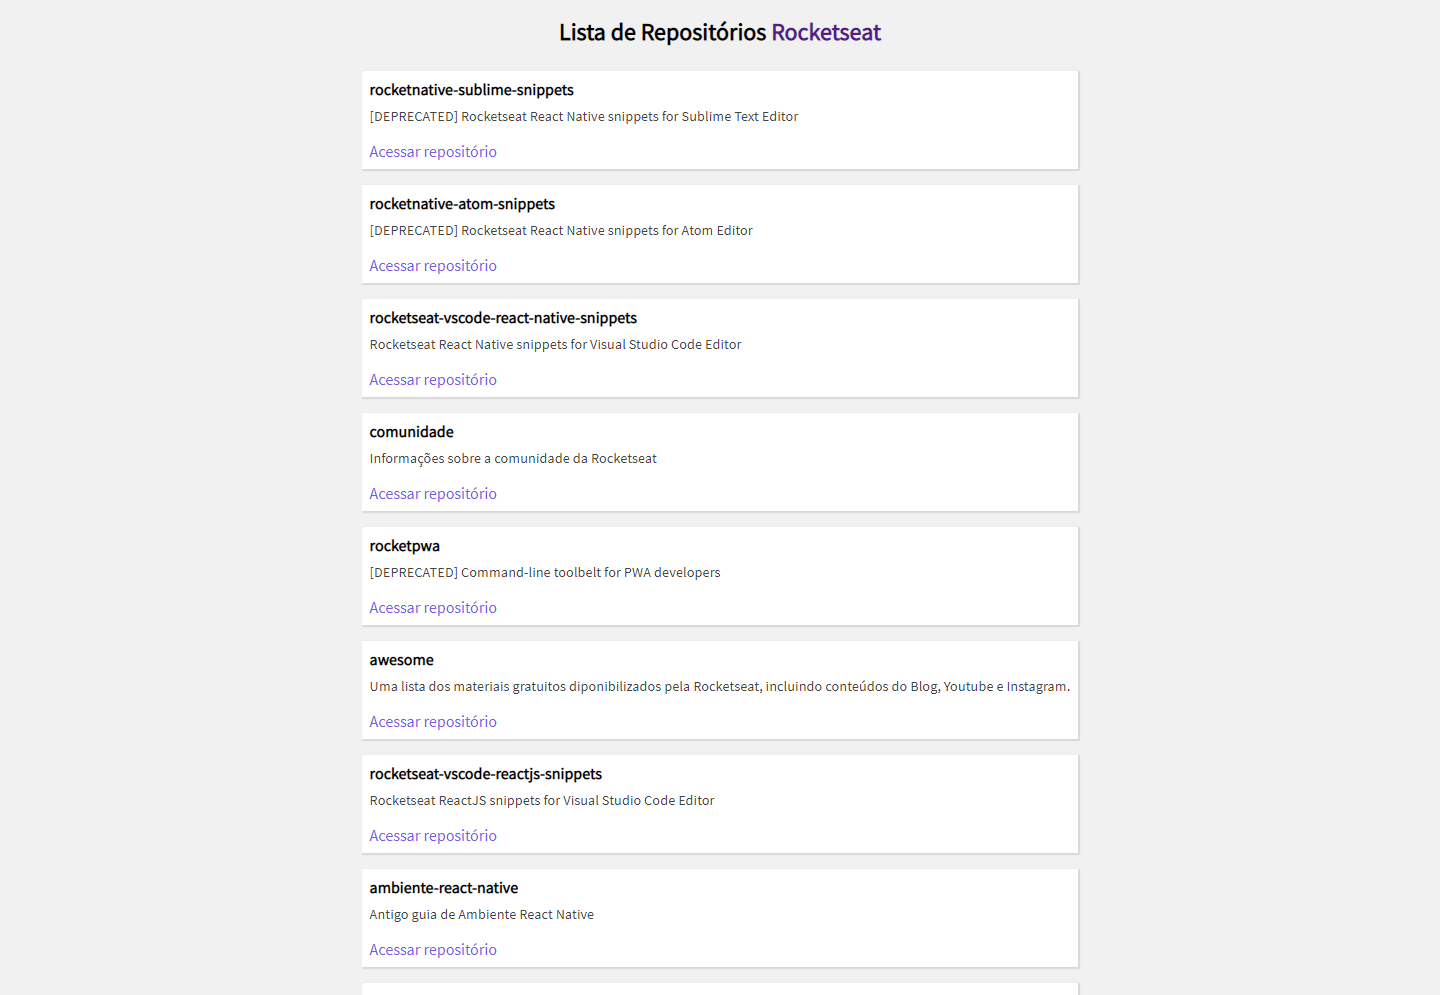 Lista de Repositórios Rocketseat
rocketnative-sublime-snippets
[DEPRECATED] Rocketseat React Native snippets for Sublime Text Editor
Acessar repositório
rocketnative-atom-snippets
[DEPRECATED] Rocketseat React Native snippets for Atom Editor
Acessar repositório
rocketseat-vscode-react-native-snippets
Rocketseat React Native snippets for Visual Studio Code Editor
Acessar repositório
comunidade
Informações sobre a comunidade da Rocketseat
Acessar repositório
rocketpwa
[DEPRECATED] Command-line toolbelt for PWA developers
Acessar repositório
awesome
Uma lista dos materiais gratuitos diponibilizados pela Rocketseat, incluindo conteúdos do Blog, Youtube e Instagram.
Acessar repositório
rocketseat-vscode-reactjs-snippets
Rocketseat ReactJS snippets for Visual Studio Code Editor
Acessar repositório
ambiente-react-native
Antigo guia de Ambiente React Native
Acessar repositório